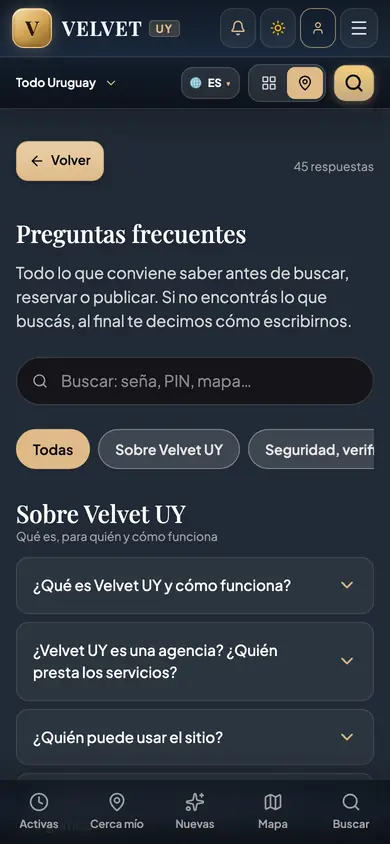 V VELVET UY
Todo Uruguay
ES
Volver
45 respuestas
Preguntas frecuentes
Todo lo que conviene saber antes de buscar,
reservar o publicar. Si no encontrás lo que
buscás, al final te decimos cómo escribirnos.
Buscar: seña, PIN, mapa...
Todas
Sobre Velvet UY
Seguridad, verif
Sobre Velvet UY
Qué es, para quién y cómo funciona
¿Qué es Velvet UY y cómo funciona?
¿Velvet UY es una agencia? ¿Quién
presta los servicios?
¿Quién puede usar el sitio?
Activas
Cerca mío
Nuevas
Mapa
Buscar